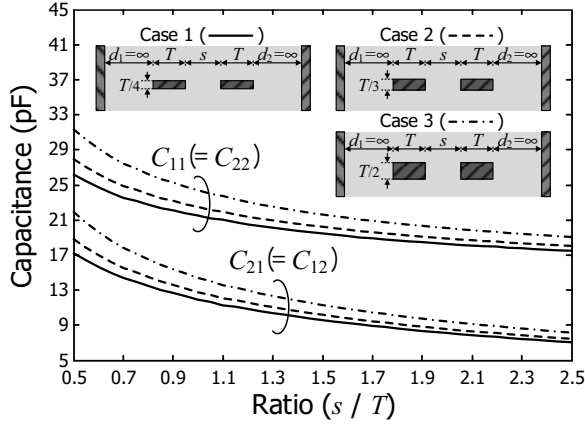 45
41
37
33
29
25
21
17
13
9
5
Capacitance (pF)
Case 1 ( )
d1=∞ T s T d2=∞
T/4
Case 2 ( )
d1=∞ T s T d2=∞
T/3
Case 3 ( )
d1=∞ T s T d2=∞
T/2
C11(= C22)
C21(= C12)
0.5 0.7 0.9 1.1 1.3 1.5 1.7 1.9 2.1 2.3 2.5
Ratio (s / T)